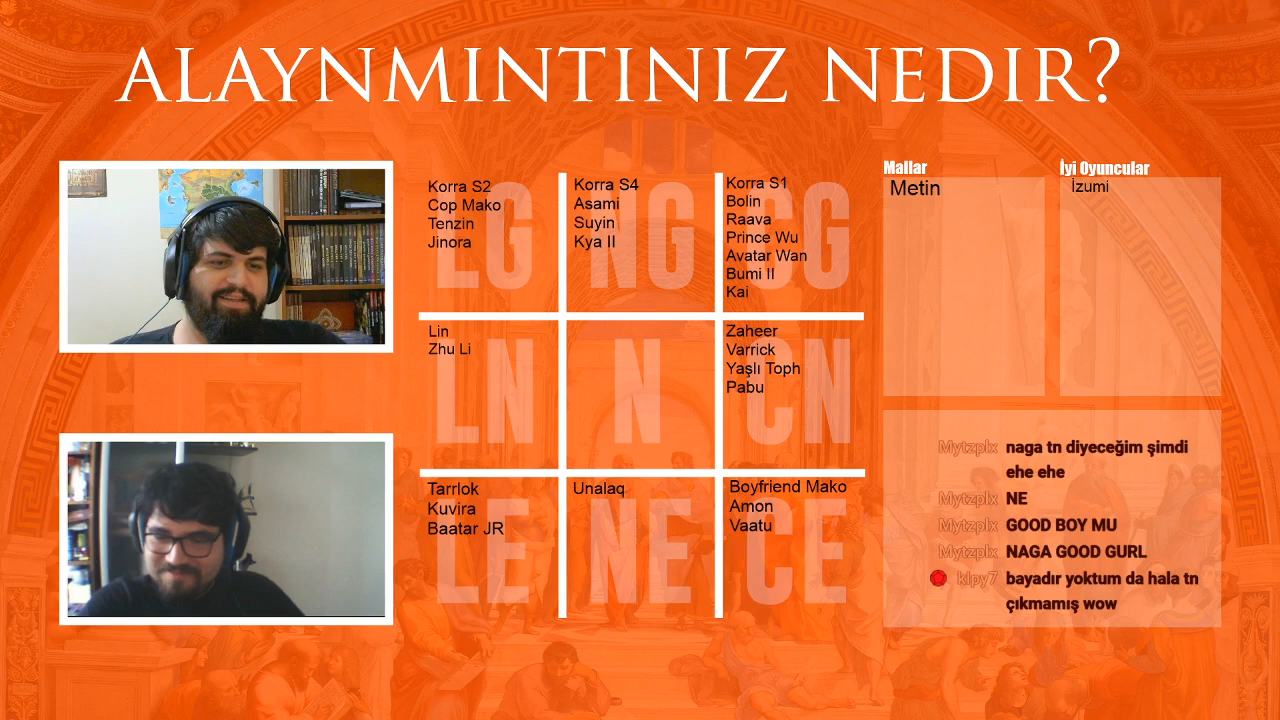 ALAYNMINTINIZ NEDIR?
LG
Korra S2
Cop Mako
Tenzin
Jinora
NG
Korra S4
Asami
Suyin
Kya II
CG
Korra S1
Bolin
Raava
Prince Wu
Avatar Wan
Bumi II
Kai
LN
Lin
Zhu Li
N
CN
Zaheer
Varrick
Yaşlı Toph
Pabu
LE
Tarrlok
Kuvira
Baatar JR
NE
Unalaq
CE
Boyfriend Mako
Amon
Vaatu
Mallar
Metin
İyi Oyuncular
İzumi
Mytzplx naga tn diyeceğim şimdi
ehe ehe
Mytzplx NE
Mytzplx GOOD BOY MU
Mytzplx NAGA GOOD GURL
klpy7 bayadır yoktum da hala tn
çıkmamış wow